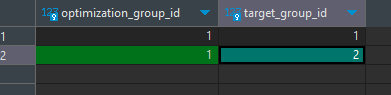 123 optimization_group_id 123 target_group_id
1 1 1
2 1 2